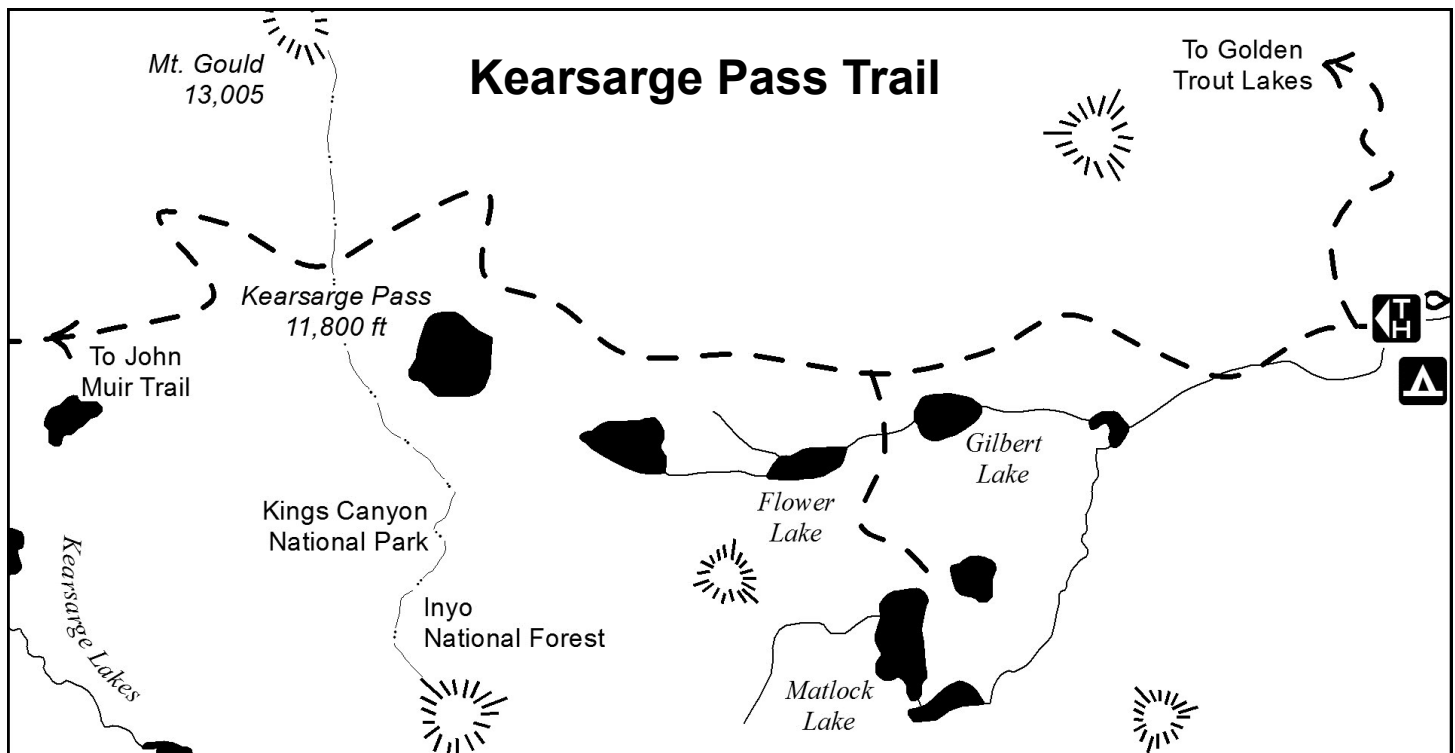 Kearsarge Pass Trail
Mt. Gould
13,005
To Golden
Trout Lakes
Kearsarge Pass
11,800 ft
TH
To John
Muir Trail
Gilbert
Lake
Flower
Lake
Kings Canyon
National Park
Kearsarge Lakes
Inyo
National Forest
Matlock
Lake